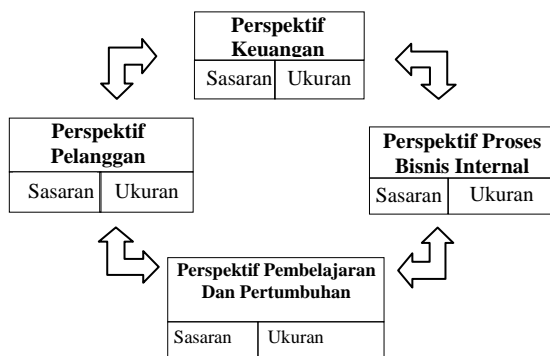 Perspektif
Keuangan
Sasaran Ukuran
Perspektif
Pelanggan
Sasaran Ukuran
Perspektif Proses
Bisnis Internal
Sasaran Ukuran
Perspektif Pembelajaran
Dan Pertumbuhan
Sasaran Ukuran